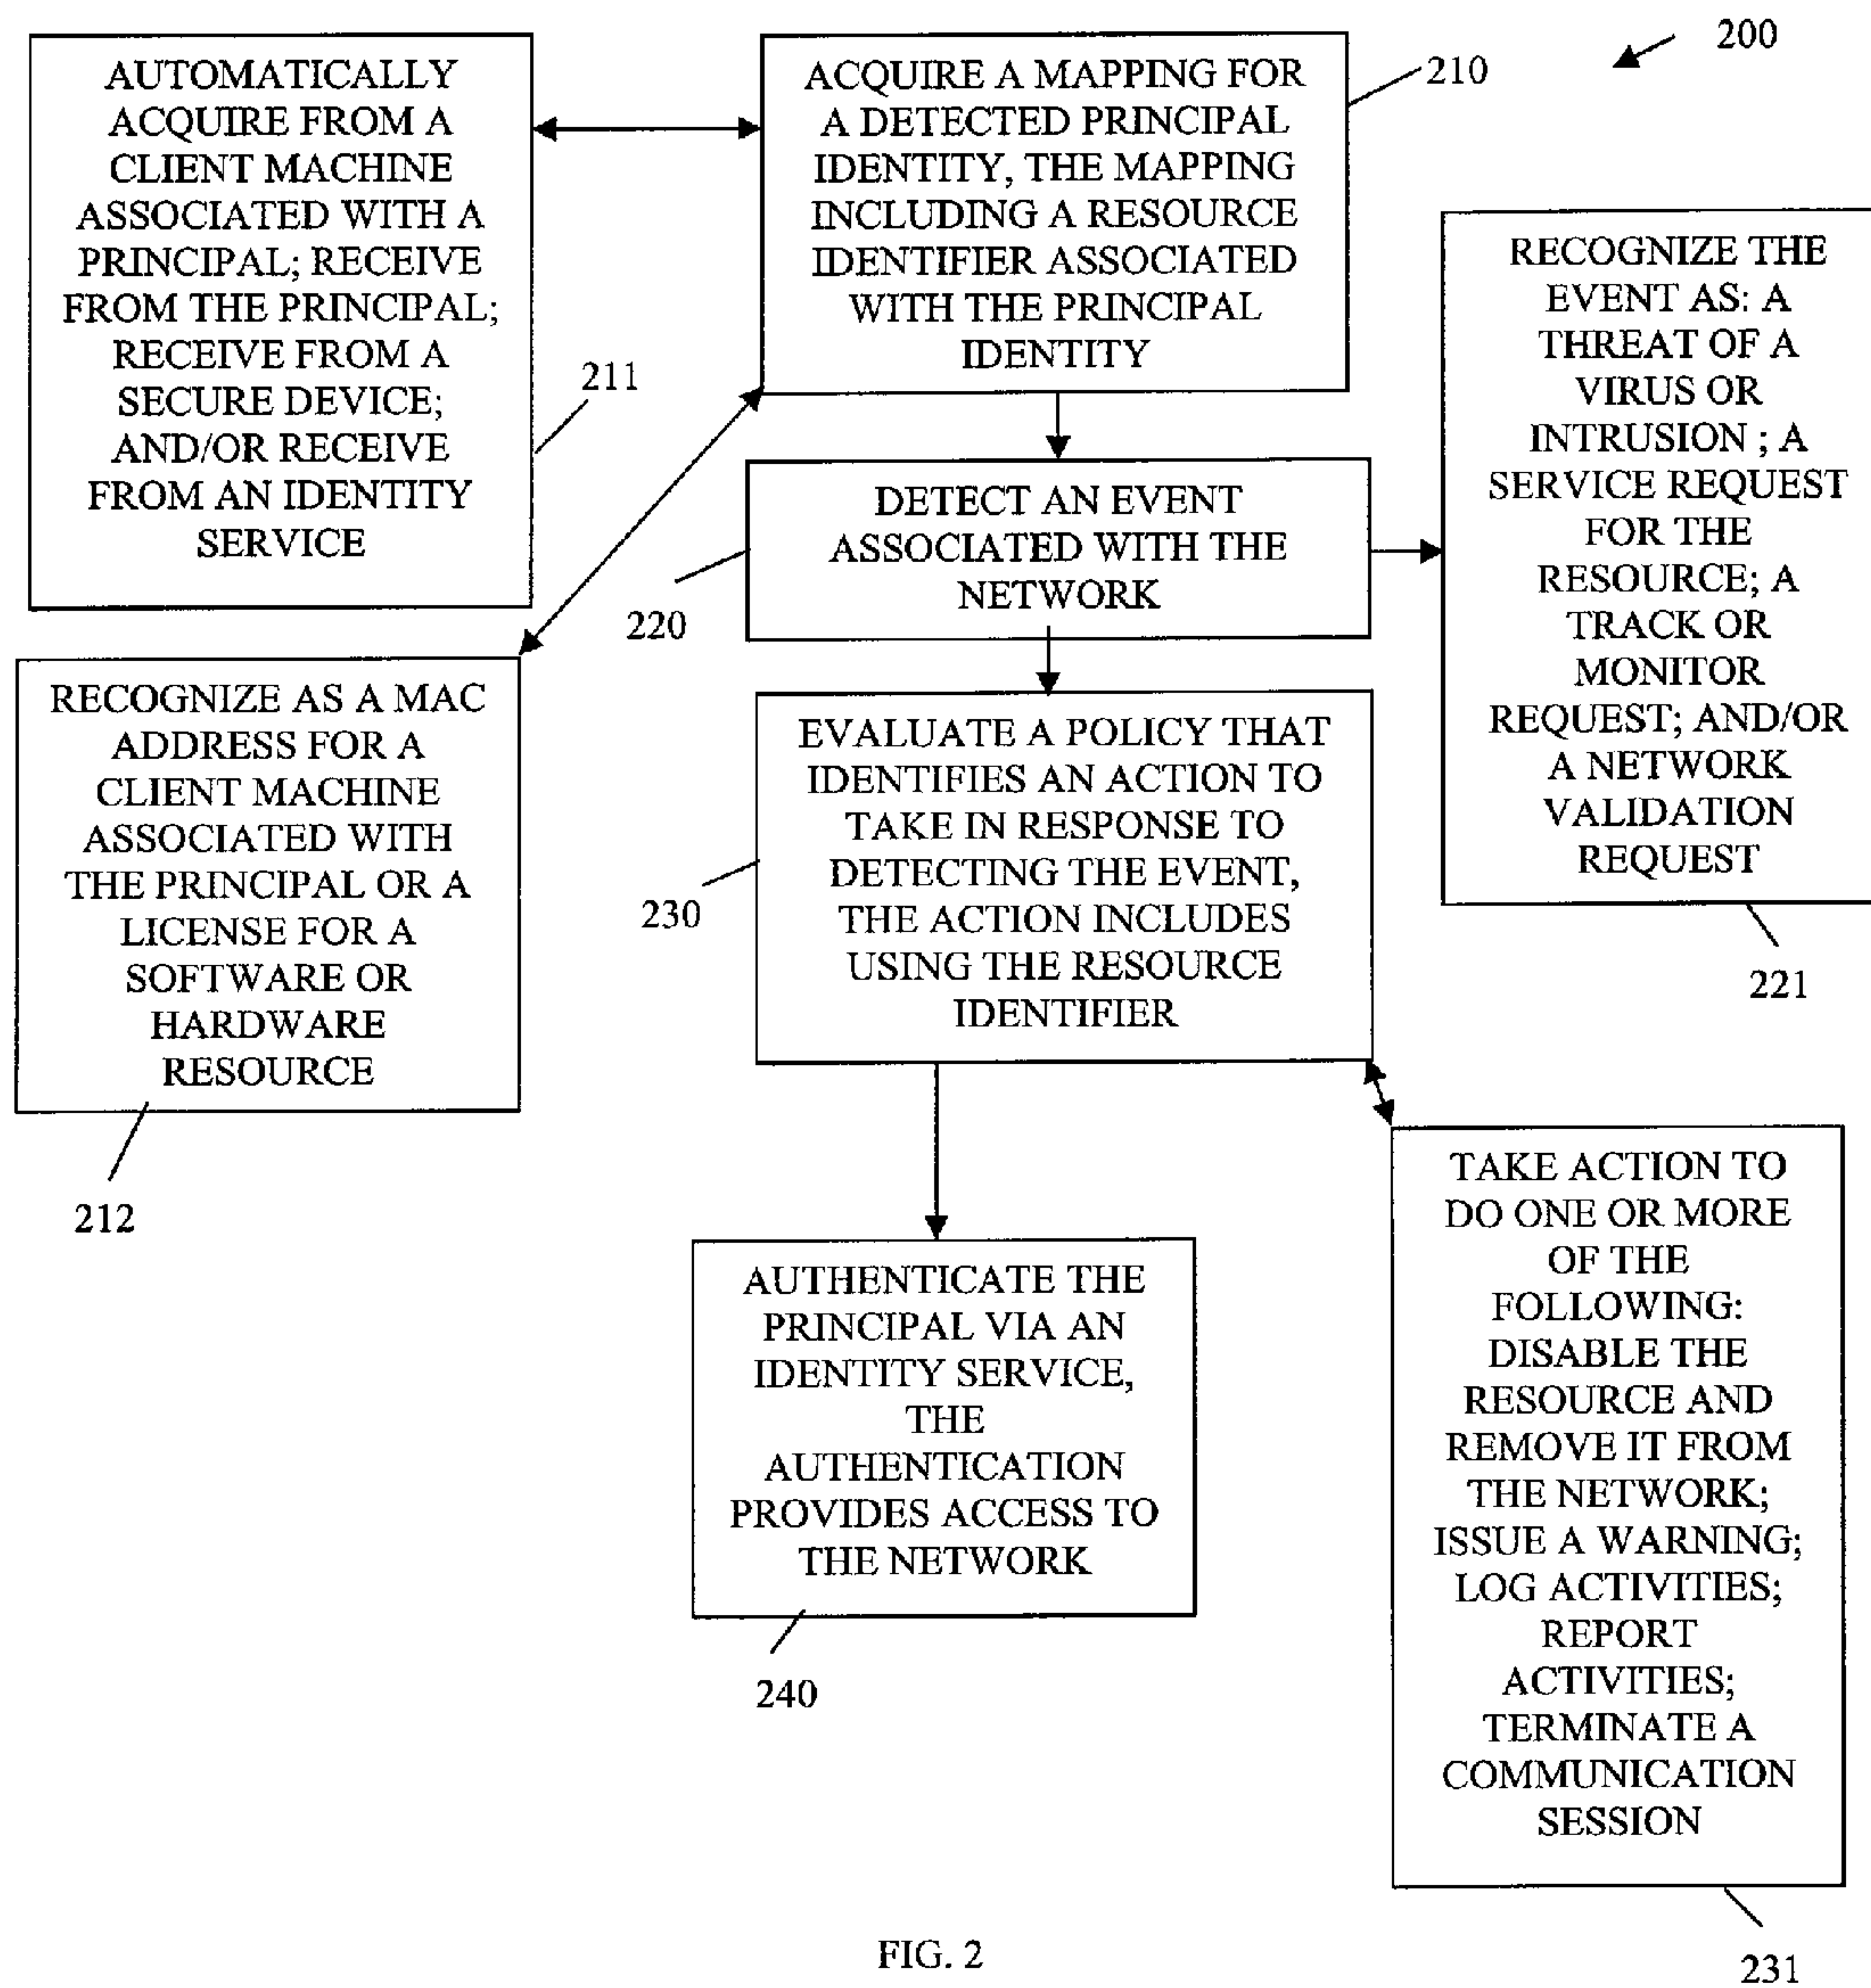 200
AUTOMATICALLY
ACQUIRE FROM A
CLIENT MACHINE
ASSOCIATED WITH A
PRINCIPAL; RECEIVE
FROM THE PRINCIPAL;
RECEIVE FROM A
SECURE DEVICE;
AND/OR RECEIVE
FROM AN IDENTITY
SERVICE
211
ACQUIRE A MAPPING FOR
A DETECTED PRINCIPAL
IDENTITY, THE MAPPING
INCLUDING A RESOURCE
IDENTIFIER ASSOCIATED
WITH THE PRINCIPAL
IDENTITY
210
DETECT AN EVENT
ASSOCIATED WITH THE
NETWORK
220
RECOGNIZE THE
EVENT AS: A
THREAT OF A
VIRUS OR
INTRUSION ; A
SERVICE REQUEST
FOR THE
RESOURCE; A
TRACK OR
MONITOR
REQUEST; AND/OR
A NETWORK
VALIDATION
REQUEST
221
RECOGNIZE AS A MAC
ADDRESS FOR A
CLIENT MACHINE
ASSOCIATED WITH
THE PRINCIPAL OR A
LICENSE FOR A
SOFTWARE OR
HARDWARE
RESOURCE
212
EVALUATE A POLICY THAT
IDENTIFIES AN ACTION TO
TAKE IN RESPONSE TO
DETECTING THE EVENT,
THE ACTION INCLUDES
USING THE RESOURCE
IDENTIFIER
230
AUTHENTICATE THE
PRINCIPAL VIA AN
IDENTITY SERVICE,
THE
AUTHENTICATION
PROVIDES ACCESS TO
THE NETWORK
240
TAKE ACTION TO
DO ONE OR MORE
OF THE
FOLLOWING:
DISABLE THE
RESOURCE AND
REMOVE IT FROM
THE NETWORK;
ISSUE A WARNING;
LOG ACTIVITIES;
REPORT
ACTIVITIES;
TERMINATE A
COMMUNICATION
SESSION
231
FIG. 2